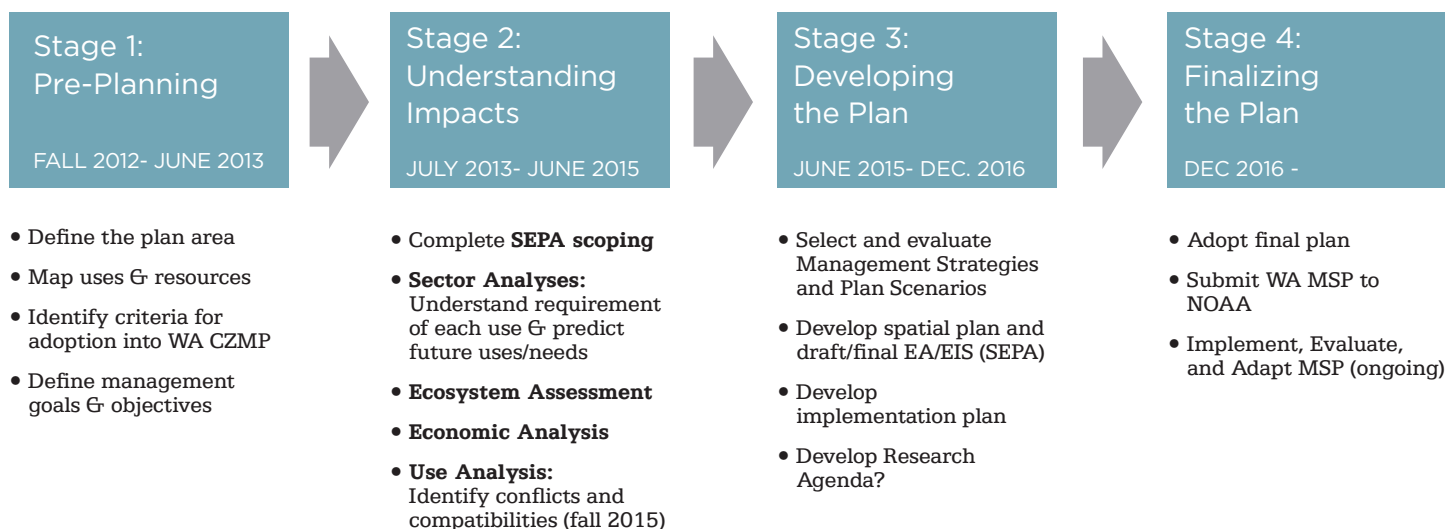 Stage 1:
Pre-Planning
FALL 2012- JUNE 2013
• Define the plan area
• Map uses & resources
• Identify criteria for
adoption into WA CZMP
• Define management
goals & objectives
Stage 2:
Understanding
Impacts
JULY 2013- JUNE 2015
• Complete SEPA scoping
• Sector Analyses:
Understand requirement
of each use & predict
future uses/needs
• Ecosystem Assessment
• Economic Analysis
• Use Analysis:
Identify conflicts and
compatibilities (fall 2015)
Stage 3:
Developing
the Plan
JUNE 2015- DEC. 2016
• Select and evaluate
Management Strategies
and Plan Scenarios
• Develop spatial plan and
draft/final EA/EIS (SEPA)
• Develop
implementation plan
• Develop Research
Agenda?
Stage 4:
Finalizing
the Plan
DEC 2016 -
• Adopt final plan
• Submit WA MSP to
NOAA
• Implement, Evaluate,
and Adapt MSP (ongoing)